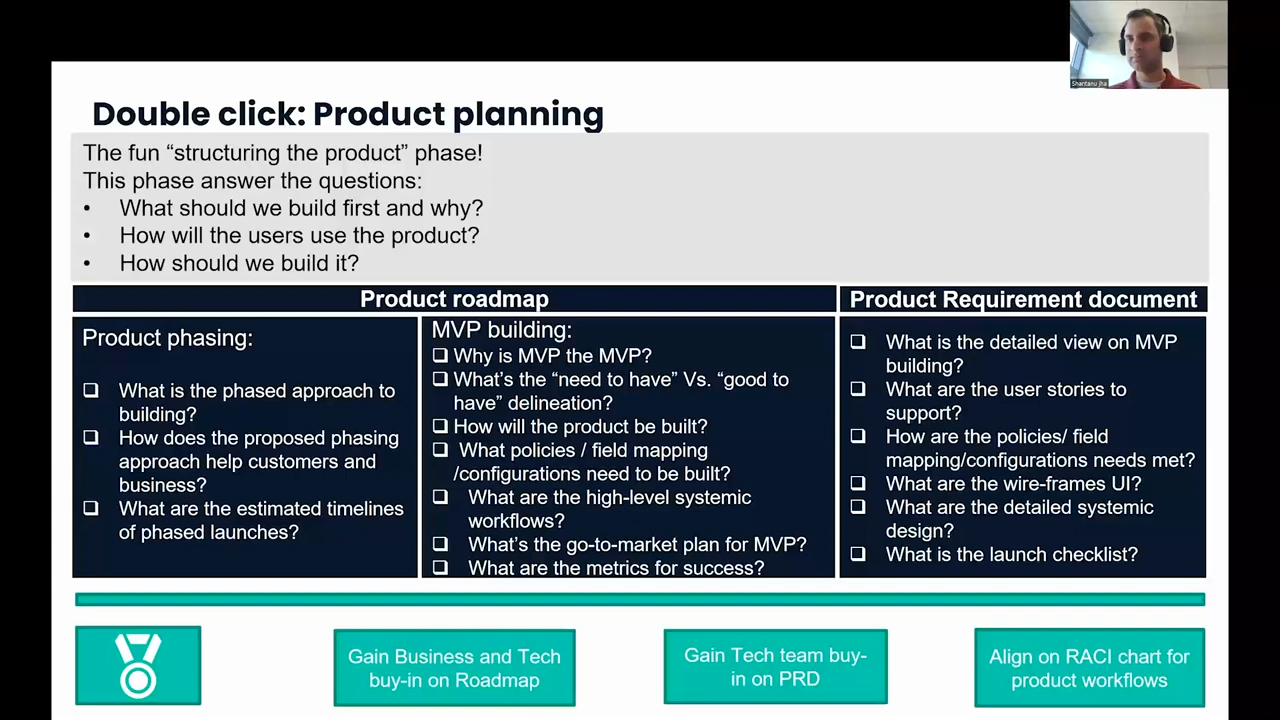 Shantanu Jha
Double click: Product planning
The fun “structuring the product” phase!
This phase answer the questions:
• What should we build first and why?
• How will the users use the product?
• How should we build it?
Product roadmap
Product Requirement document
Product phasing:
❑ What is the phased approach to
building?
❑ How does the proposed phasing
approach help customers and
business?
❑ What are the estimated timelines
of phased launches?
MVP building:
❑ Why is MVP the MVP?
❑ What’s the “need to have” Vs. “good to
have” delineation?
❑ How will the product be built?
❑ What policies / field mapping
/configurations need to be built?
❑ What are the high-level systemic
workflows?
❑ What’s the go-to-market plan for MVP?
❑ What are the metrics for success?
❑ What is the detailed view on MVP
building?
❑ What are the user stories to
support?
❑ How are the policies/ field
mapping/configurations needs met?
❑ What are the wire-frames UI?
❑ What are the detailed systemic
design?
❑ What is the launch checklist?
Gain Business and Tech
buy-in on Roadmap
Gain Tech team buy-
in on PRD
Align on RACI chart for
product workflows